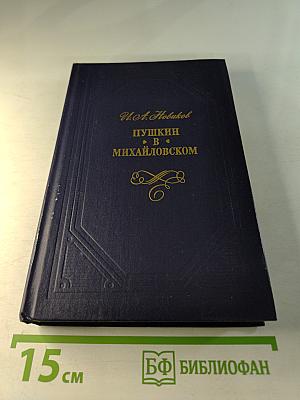 И. А. Новиков
ПУШКИН
В
МИХАЙЛОВСКОМ
15 см
БФ БИБЛИОФАН